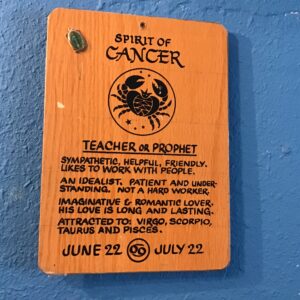 SPIRIT OF
CANCER
TEACHER OR PROPHET
SYMPATHETIC, HELPFUL, FRIENDLY.
LIKES TO WORK WITH PEOPLE.
AN IDEALIST. PATIENT AND UNDER-
STANDING. NOT A HARD WORKER.
IMAGINATIVE & ROMANTIC LOVER.
HIS LOVE IS LONG AND LASTING.
ATTRACTED TO: VIRGO, SCORPIO,
TAURUS AND PISCES.
JUNE 22 ♋ JULY 22